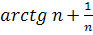 arctg n + 1/n